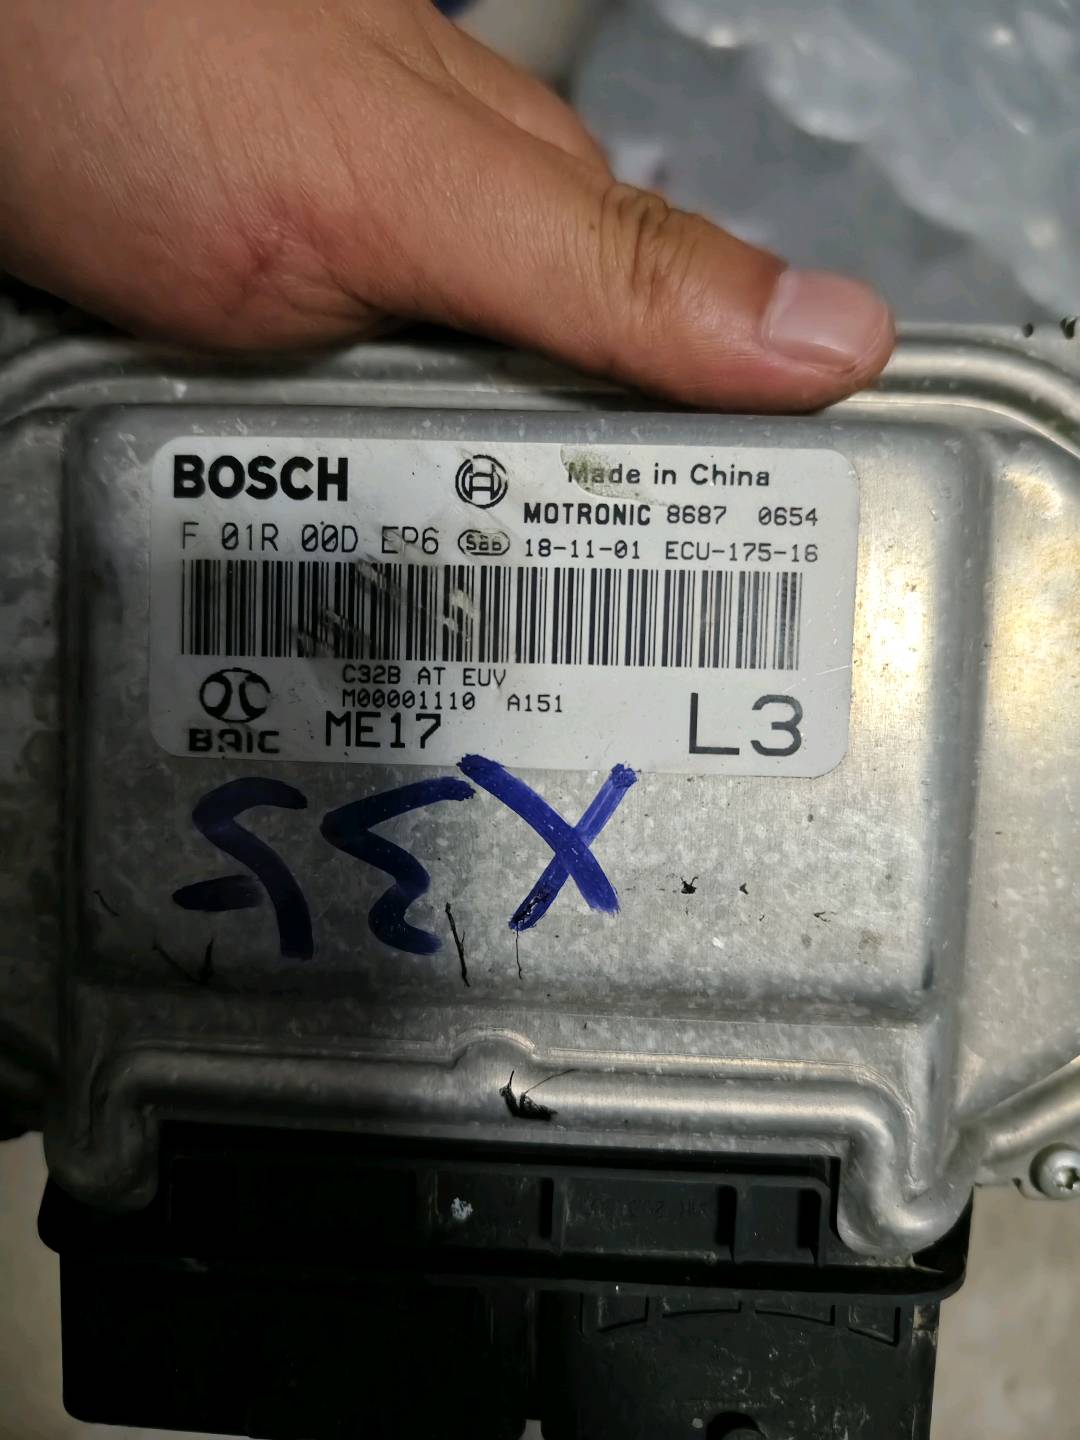 BOSCH
Made in China
MOTRONIC 8687 0654
F 01R 00D EP6 S86 18-11-01 ECU-175-16
C32B AT EUV
M00001110 A151
BAIC ME17 L3
X35